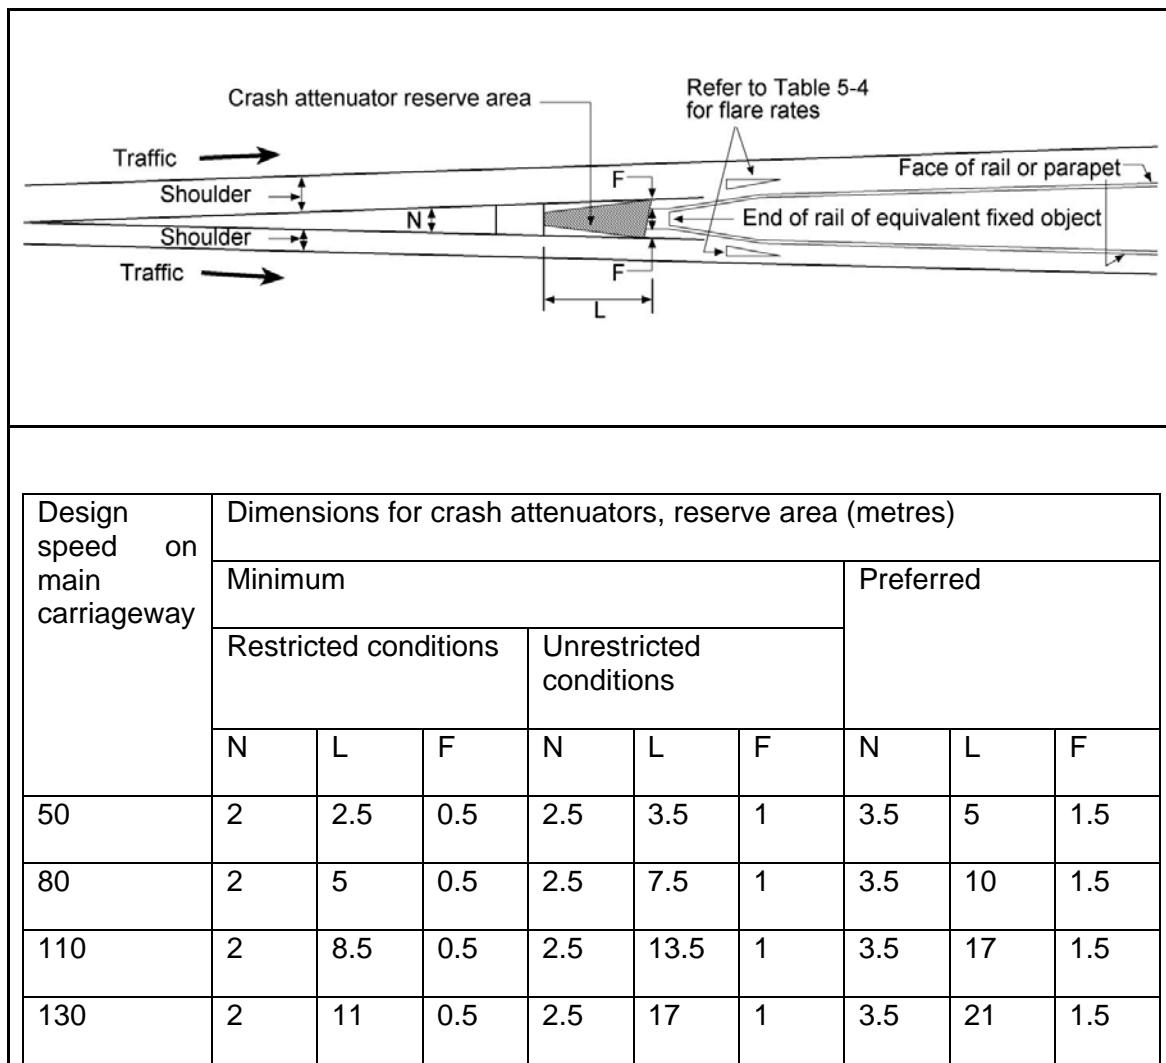 Crash attenuator reserve area
Refer to Table 5-4
for flare rates
Traffic
Shoulder
F
Face of rail or parapet
N
End of rail of equivalent fixed object
Shoulder
Traffic
F
L
Design speed on main carriageway
Dimensions for crash attenuators, reserve area (metres)
Minimum
Preferred
Restricted conditions
Unrestricted conditions
N L F N L F N L F
50 2 2.5 0.5 2.5 3.5 1 3.5 5 1.5
80 2 5 0.5 2.5 7.5 1 3.5 10 1.5
110 2 8.5 0.5 2.5 13.5 1 3.5 17 1.5
130 2 11 0.5 2.5 17 1 3.5 21 1.5